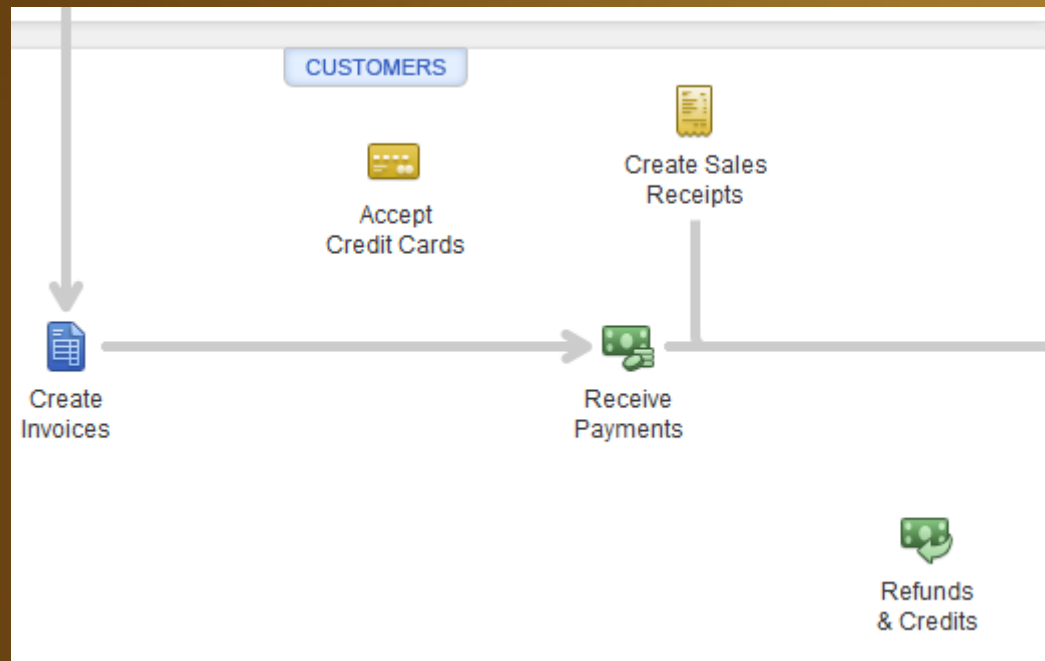 CUSTOMERS
Create Sales
Receipts
Accept
Credit Cards
Create
Invoices
Receive
Payments
Refunds
& Credits